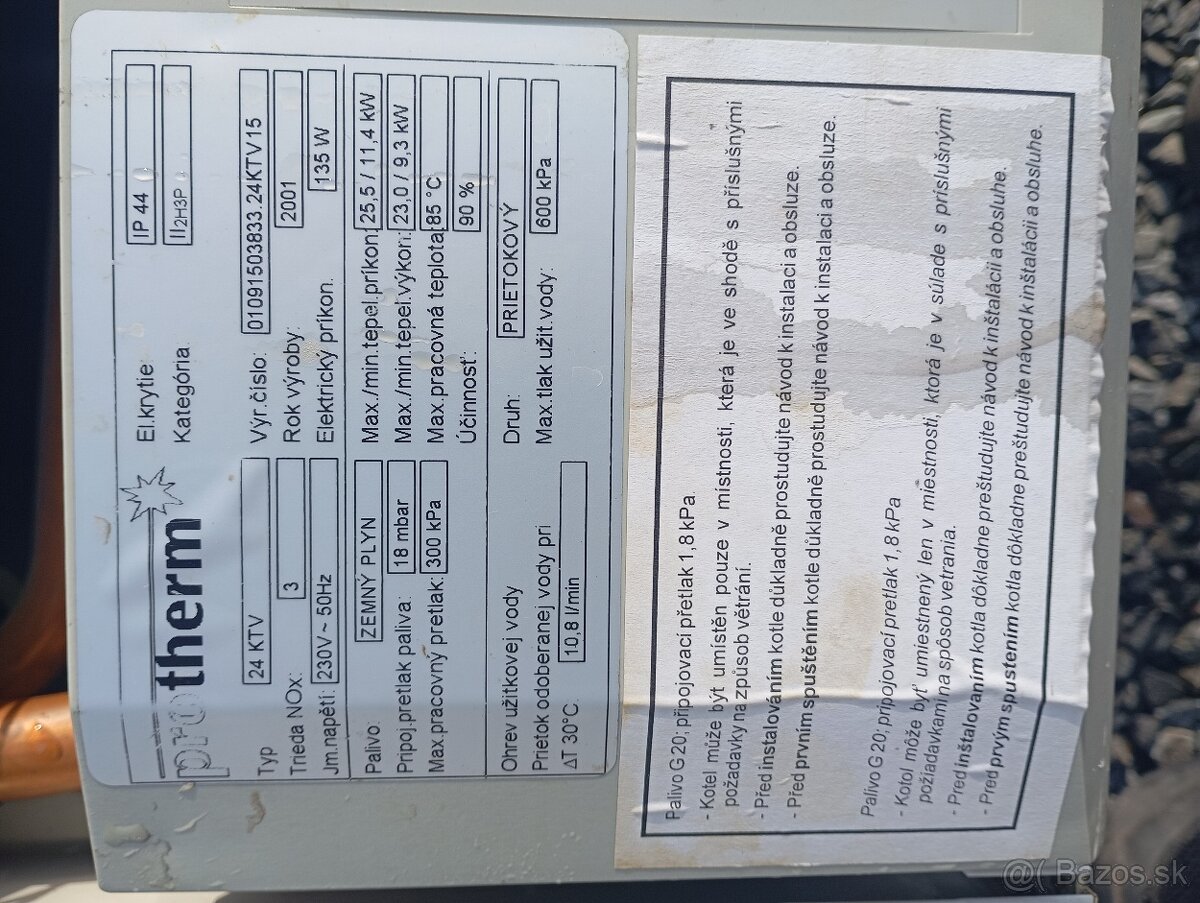 protherm
El.krytie: IP 44
Kategória II2H3P
Typ 24 KTV
Výr.číslo: 01091503833.24KTV15
Trieda NOx: 3
Rok výroby: 2001
Jm.napětí: 230V ~ 50Hz
Elektrický príkon. 135 W
Palivo: ZEMNÝ PLYN
Max./min.tepel.príkon: 25,5 / 11,4 kW
Pripoj.pretlak paliva: 18 mbar
Max./min.tepel.výkon: 23,0 / 9,3 kW
Max.pracovný pretlak: 300 kPa
Max.pracovná teplota: 85 °C
Účinnosť: 90 %
Ohrev užitkovej vody
Druh: PRIETOKOVÝ
Prietok odoberanej vody pri
Max.tlak užit.vody: 600 kPa
ΔT 30°C. 10,8 l/min
Palivo G20; připojovací přetlak 1,8 kPa
- Kotel může být umístěn pouze v místnosti, která je ve shodě s příslušnými
požadavky na způsob větrání.
- Před instalováním kotle důkladně prostudujte návod k instalaci a obsluze.
- Před prvním spuštěním kotle důkladně prostudujte návod k instalaci a obsluze.
Palivo G20; pripojovací pretlak 1,8 kPa
- Kotol môže byť umiestnený len v miestnosti, ktorá je v súlade s príslušnými
požiadavkami na spôsob vetrania.
- Pred inštalovaním kotla dôkladne preštudujte návod k inštalácii a obsluhe.
- Pred prvým spustením kotla dôkladne preštudujte návod k inštalácii a obsluhe.
@( Bazos.sk